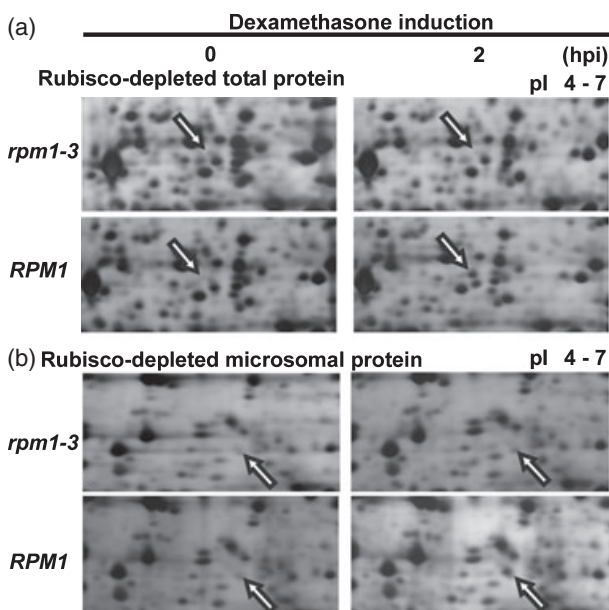 (a) Dexamethasone induction
0 2 (hpi)
Rubisco-depleted total protein pI 4 - 7
rpm1-3
RPM1
(b) Rubisco-depleted microsomal protein pI 4 - 7
rpm1-3
RPM1